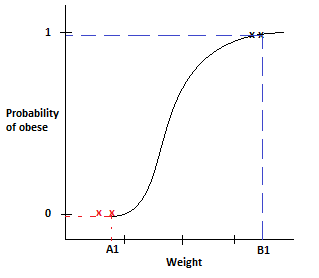 1
Probability
of obese
0
x x
x x
A1
B1
Weight